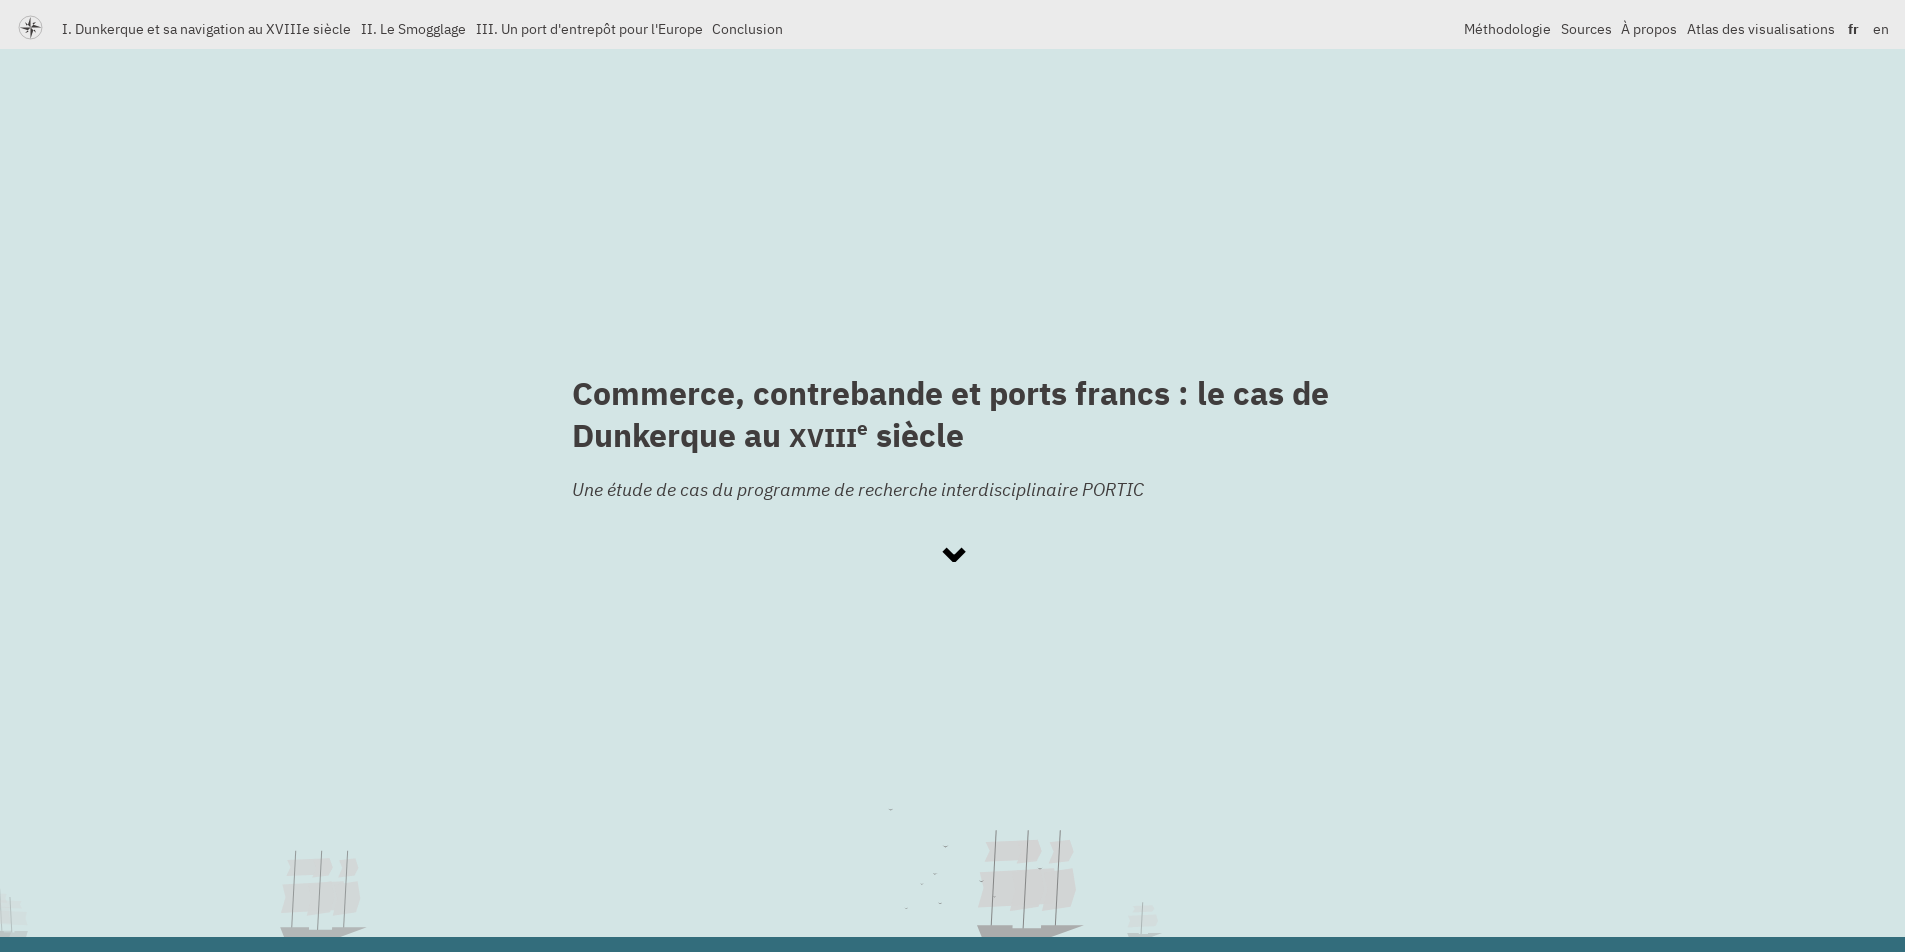 I. Dunkerque et sa navigation au XVIIIe siècle II. Le Smogglage III. Un port d'entrepôt pour l'Europe Conclusion Méthodologie Sources À propos Atlas des visualisations fr en
Commerce, contrebande et ports francs : le cas de
Dunkerque au XVIIIe siècle
Une étude de cas du programme de recherche interdisciplinaire PORTIC